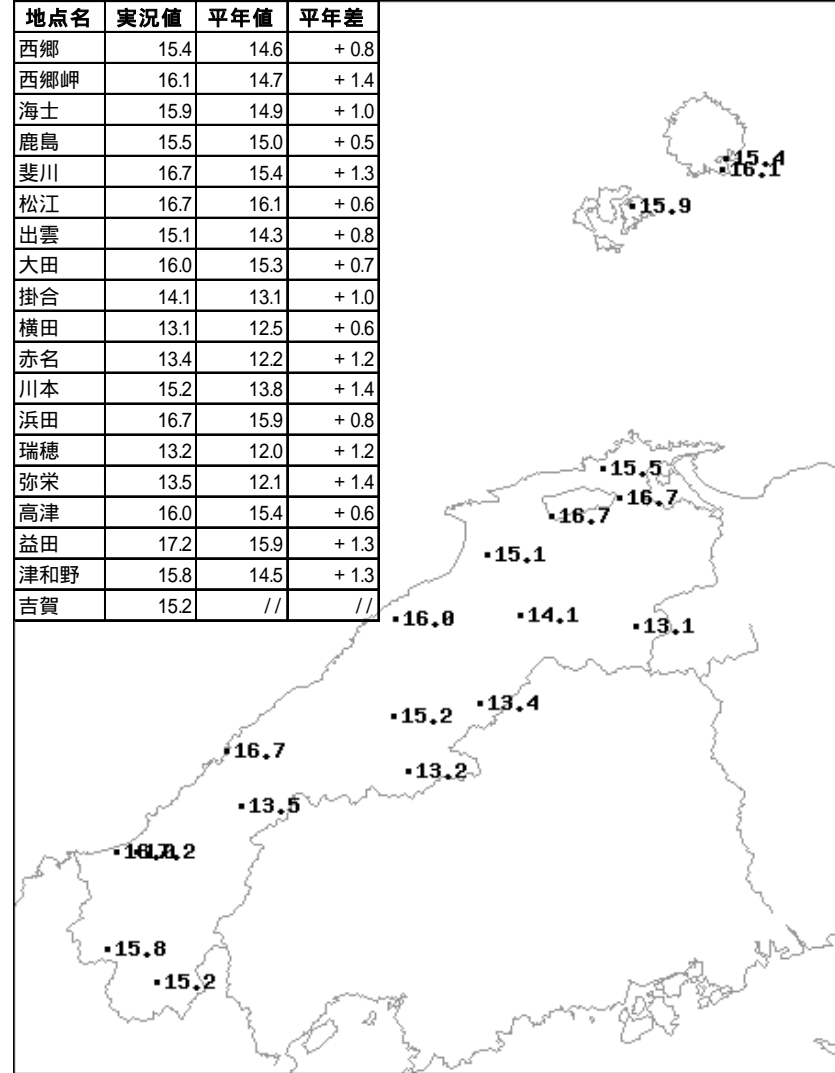 地点名 実況値 平年値 平年差
西郷 15.4 14.6 + 0.8
西郷岬 16.1 14.7 + 1.4
海士 15.9 14.9 + 1.0
鹿島 15.5 15.0 + 0.5
斐川 16.7 15.4 + 1.3
松江 16.7 16.1 + 0.6
出雲 15.1 14.3 + 0.8
大田 16.0 15.3 + 0.7
掛合 14.1 13.1 + 1.0
横田 13.1 12.5 + 0.6
赤名 13.4 12.2 + 1.2
川本 15.2 13.8 + 1.4
浜田 16.7 15.9 + 0.8
瑞穂 13.2 12.0 + 1.2
弥栄 13.5 12.1 + 1.4
高津 16.0 15.4 + 0.6
益田 17.2 15.9 + 1.3
津和野 15.8 14.5 + 1.3
吉賀 15.2 // //
15.4
16.1
15.9
15.5
16.7
16.7
15.1
16.0
14.1
13.1
13.4
15.2
16.7
13.2
13.5
15.8
15.2